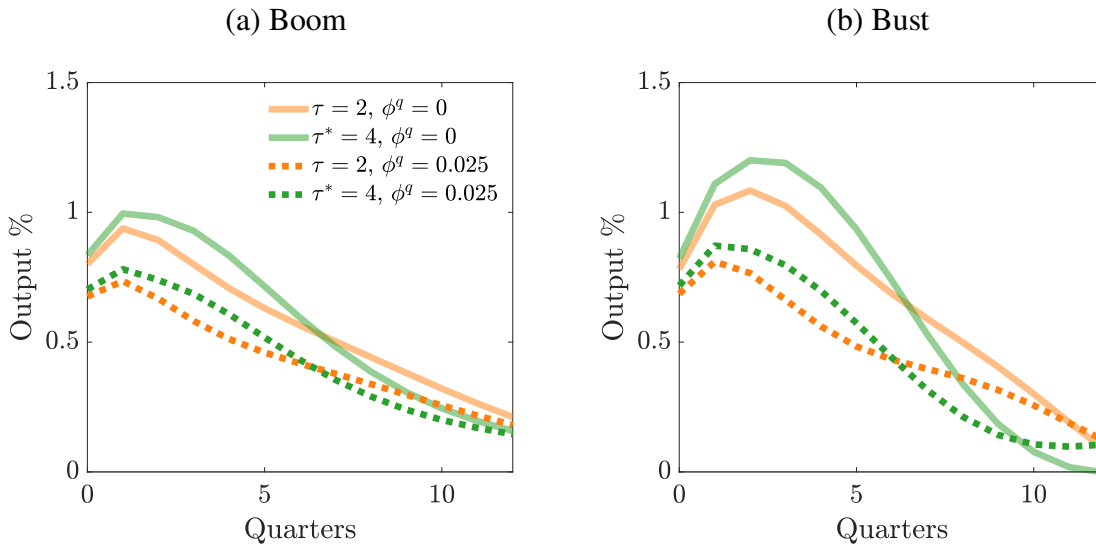 (a) Boom
1.5
1
0.5
0
Output %
0
5
10
Quarters
τ = 2, ϕ^q = 0
τ* = 4, ϕ^q = 0
τ = 2, ϕ^q = 0.025
τ* = 4, ϕ^q = 0.025
(b) Bust
1.5
1
0.5
0
Output %
0
5
10
Quarters